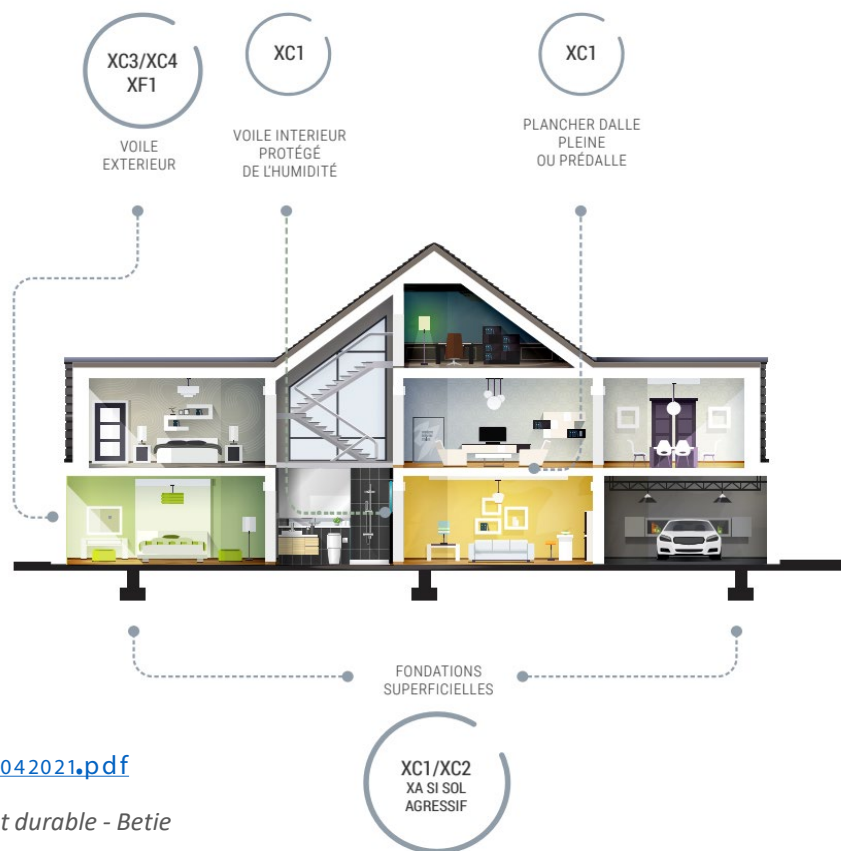 XC3/XC4
XF1
VOILE
EXTERIEUR
XC1
VOILE INTERIEUR
PROTÉGÉ
DE L'HUMIDITÉ
XC1
PLANCHER DALLE
PLEINE
OU PRÉDALLE
FONDATIONS
SUPERFICIELLES
XC1/XC2
XA SI SOL
AGRESSIF
042021.pdf
t durable - Betie